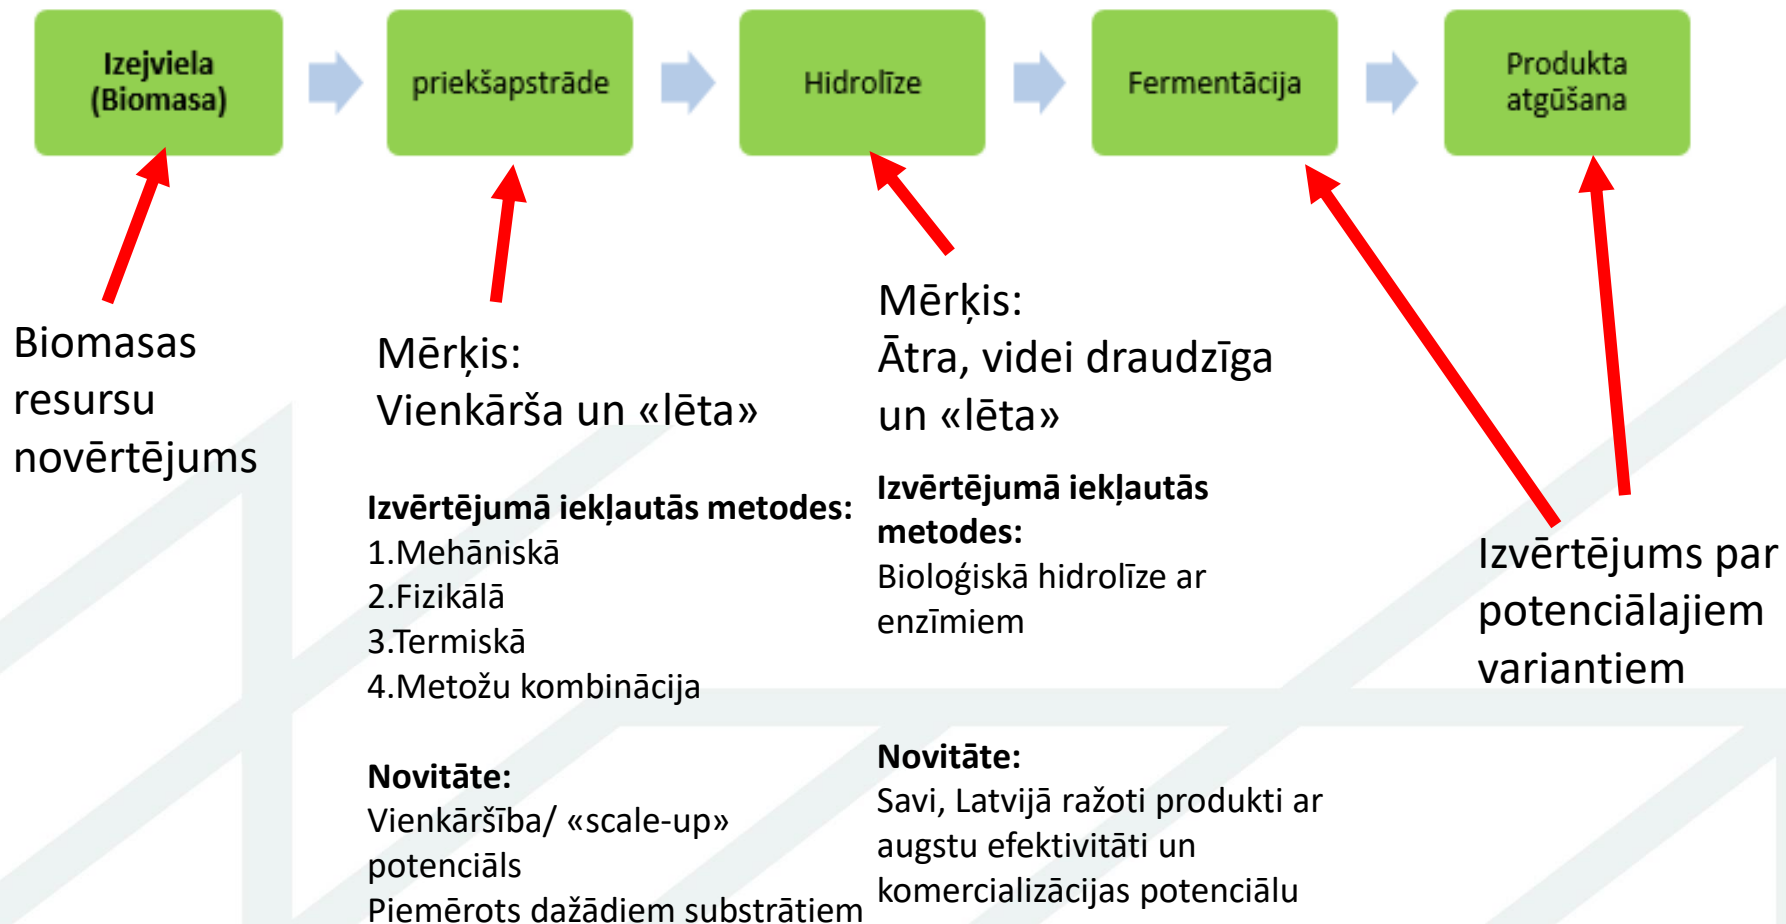 Izejviela
(Biomasa)
priekšapstrāde
Hidrolīze
Fermentācija
Produkta
atgūšana
Biomasas
resursu
novērtējums
Mērķis:
Vienkārša un «lēta»
Izvērtējumā iekļautās metodes:
1.Mehāniskā
2.Fizikālā
3.Termiskā
4.Metožu kombinācija
Novitāte:
Vienkāršība/ «scale-up»
potenciāls
Piemērots dažādiem substrātiem
Mērķis:
Ātra, videi draudzīga
un «lēta»
Izvērtējumā iekļautās
metodes:
Bioloģiskā hidrolīze ar
enzīmiem
Novitāte:
Savi, Latvijā ražoti produkti ar
augstu efektivitāti un
komercializācijas potenciālu
Izvērtējums par
potenciālajiem
variantiem